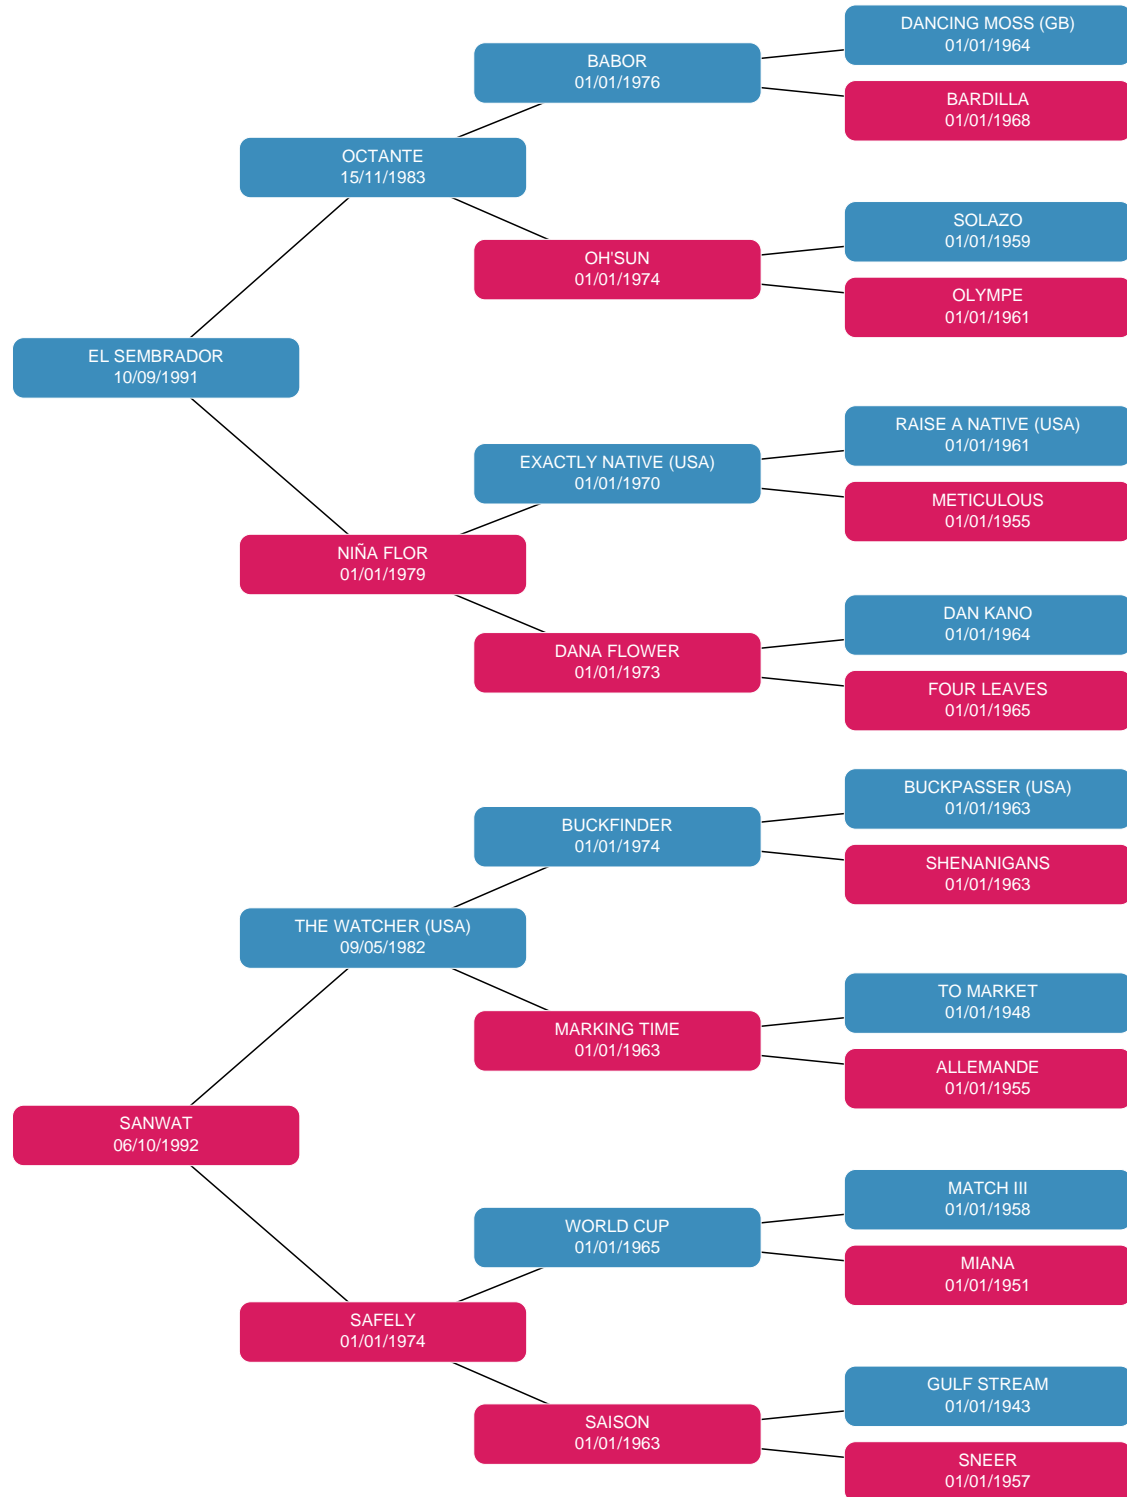 DANCING MOSS (GB)
01/01/1964
BABOR
01/01/1976
BARDILLA
01/01/1968
OCTANTE
15/11/1983
SOLAZO
01/01/1959
OH'SUN
01/01/1974
OLYMPE
01/01/1961
EL SEMBRADOR
10/09/1991
RAISE A NATIVE (USA)
01/01/1961
EXACTLY NATIVE (USA)
01/01/1970
METICULOUS
01/01/1955
NIÑA FLOR
01/01/1979
DAN KANO
01/01/1964
DANA FLOWER
01/01/1973
FOUR LEAVES
01/01/1965
BUCKPASSER (USA)
01/01/1963
BUCKFINDER
01/01/1974
SHENANIGANS
01/01/1963
THE WATCHER (USA)
09/05/1982
TO MARKET
01/01/1948
MARKING TIME
01/01/1963
ALLEMANDE
01/01/1955
SANWAT
06/10/1992
MATCH III
01/01/1958
WORLD CUP
01/01/1965
MIANA
01/01/1951
SAFELY
01/01/1974
GULF STREAM
01/01/1943
SAISON
01/01/1963
SNEER
01/01/1957